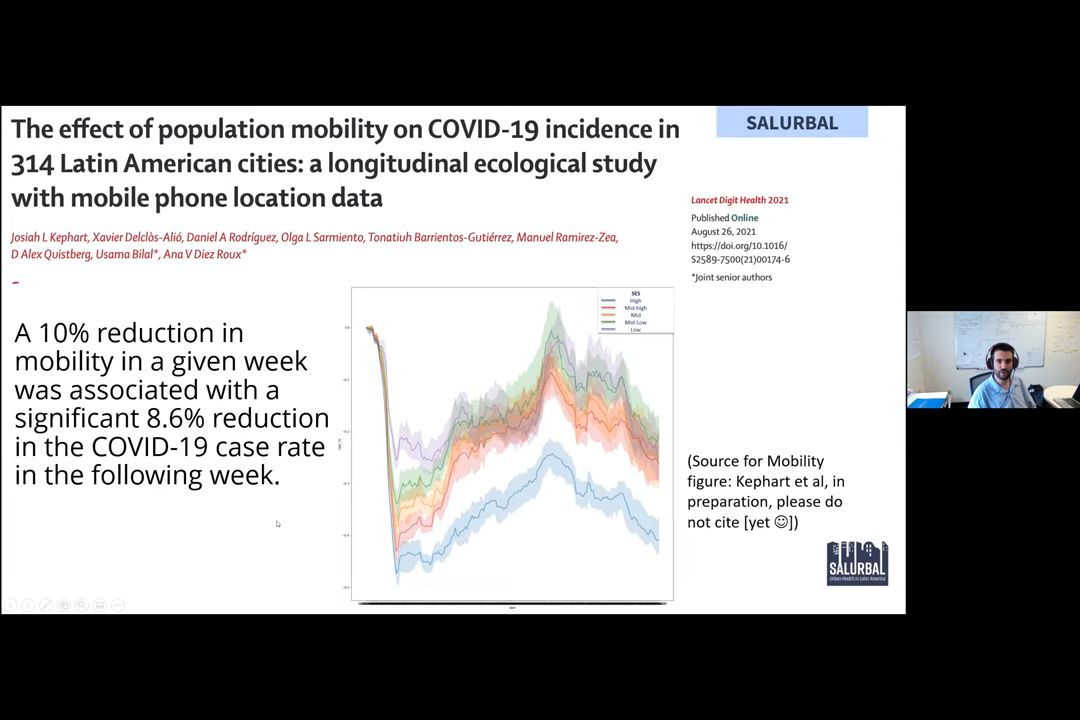 The effect of population mobility on COVID-19 incidence in
314 Latin American cities: a longitudinal ecological study
with mobile phone location data
SALURBAL
Josiah L Kephart, Xavier Delclòs-Alió, Daniel A Rodríguez, Olga L Sarmiento, Tonatiuh Barrientos-Gutiérrez, Manuel Ramirez-Zea,
D Alex Quistberg, Usama Bilal*, Ana V Diez Roux*
Lancet Digit Health 2021
Published Online
August 26, 2021
https://doi.org/10.1016/
S2589-7500(21)00174-6
*Joint senior authors
A 10% reduction in
mobility in a given week
was associated with a
significant 8.6% reduction
in the COVID-19 case rate
in the following week.
SES
High
Mid-high
Mid
Mid-Low
Low
(Source for Mobility
figure: Kephart et al, in
preparation, please do
not cite [yet ☺])
SALURBAL
Urban Health in Latin America